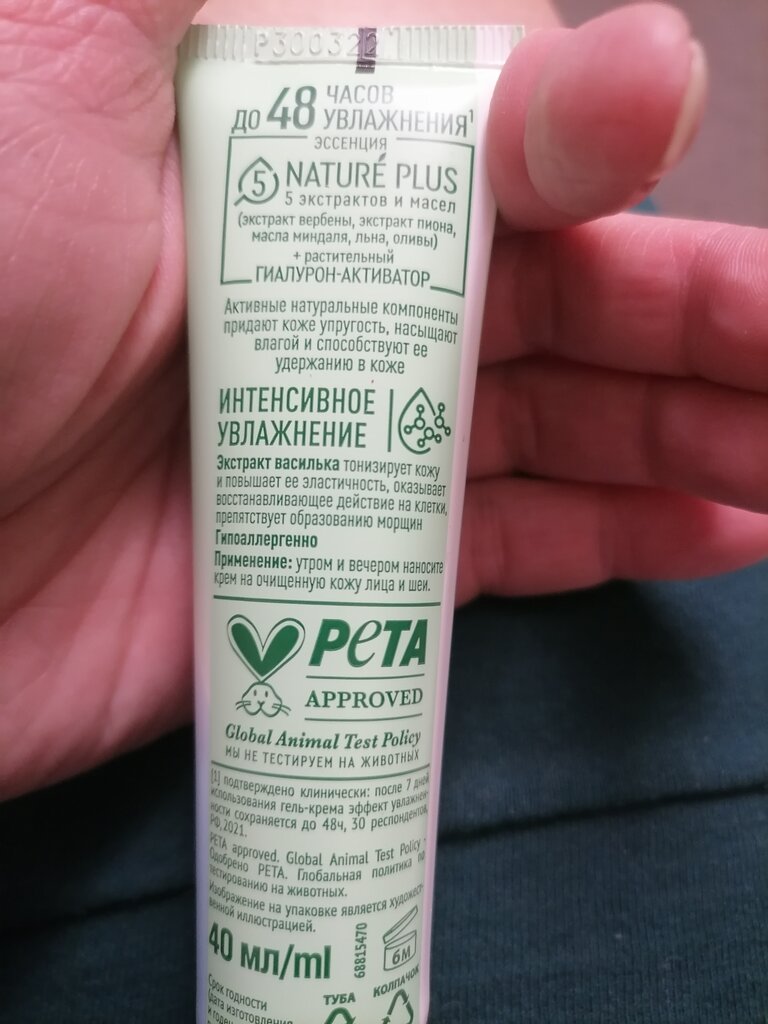 P30032
ДО 48 ЧАСОВ
УВЛАЖНЕНИЯ¹
ЭССЕНЦИЯ
5 NATURÉ PLUS
5 экстрактов и масел
(экстракт вербены, экстракт пиона,
масла миндаля, льна, оливы)
+ растительный
ГИАЛУРОН-АКТИВАТОР
Активные натуральные компоненты
придают коже упругость, насыщают
влагой и способствуют ее
удержанию в коже
ИНТЕНСИВНОЕ
УВЛАЖНЕНИЕ
Экстракт василька тонизирует кожу
и повышает ее эластичность, оказывает
восстанавливающее действие на клетки,
препятствует образованию морщин
Гипоаллергенно
Применение: утром и вечером наносите
крем на очищенную кожу лица и шеи.
PeTA
APPROVED
Global Animal Test Policy
МЫ НЕ ТЕСТИРУЕМ НА ЖИВОТНЫХ
[1] подтверждено клинически: после 7 дней
использования гель-крема эффект увлажнен-
ности сохраняется до 48ч, 30 респондентов,
РФ,2021.
PETA approved. Global Animal Test Policy -
Одобрено PETA. Глобальная политика по
тестированию на животных.
Изображение на упаковке является художест-
венной иллюстрацией.
40 мл/ml
68815470
6M
ТУБА
КОЛПАЧОК
Срок годности
дата изготовления